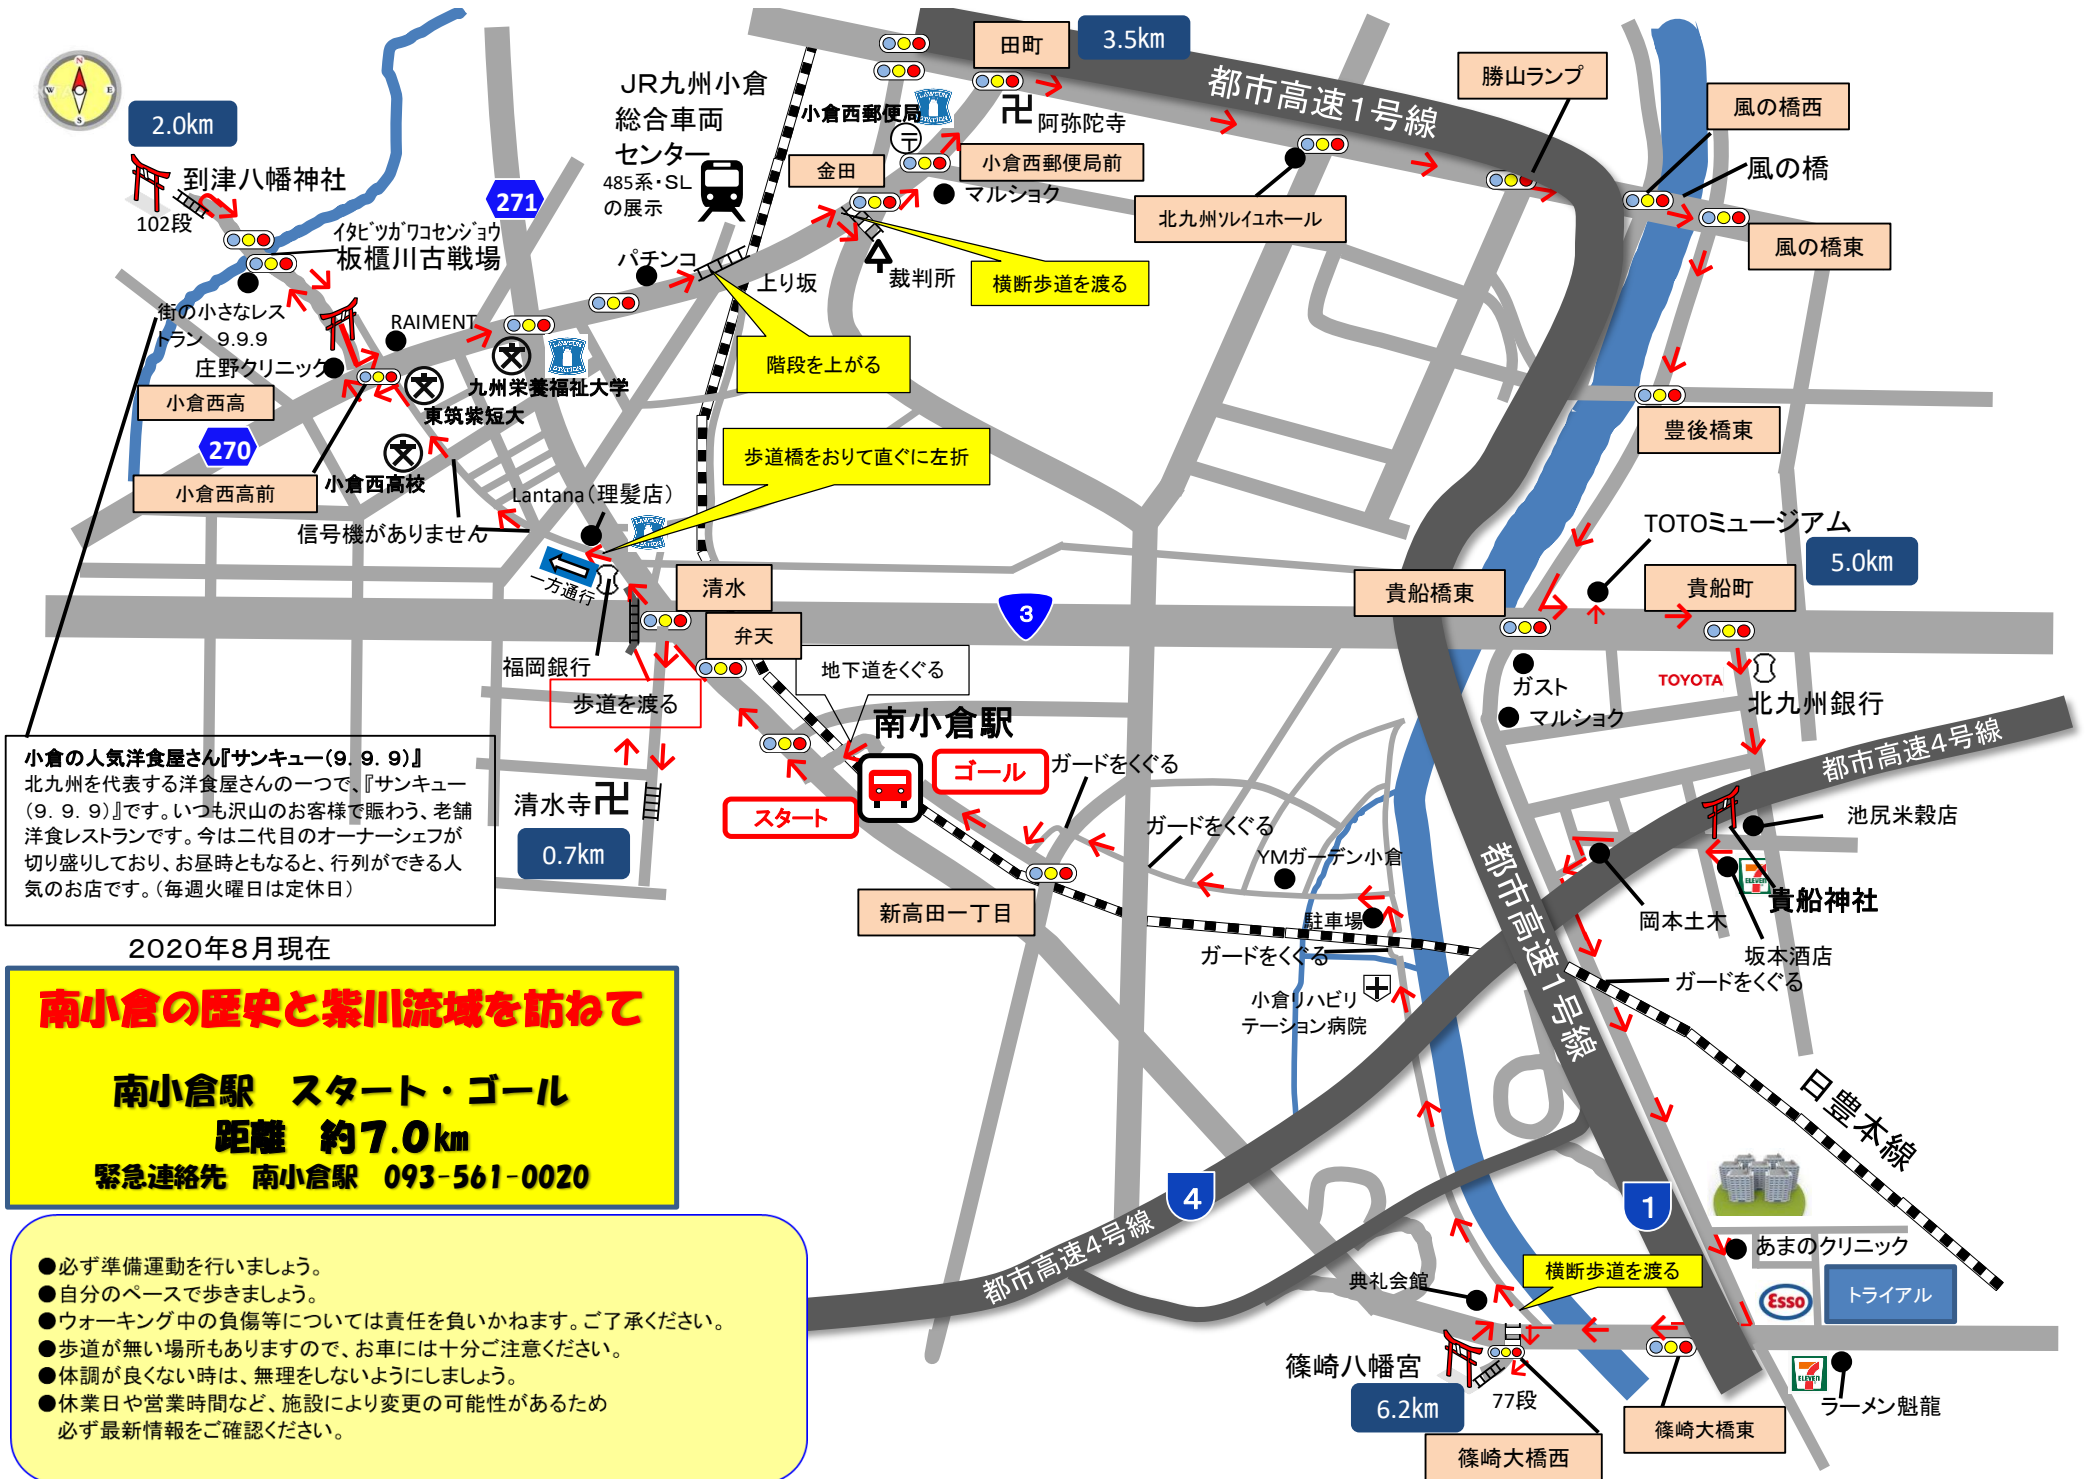 N
W
E
S
2.0km
到津八幡神社
102段
イタビツガワコセンジョウ
板櫃川古戦場
街の小さなレス
トラン 9.9.9
庄野クリニック
小倉西高
270
小倉西高前
小倉西高校
信号機がありません
271
RAIMENT
九州栄養福祉大学
東筑紫短大
LAWSON
STATION
JR九州小倉
総合車両
センター
485系・SL
の展示
パチンコ
上り坂
小倉西郵便局
LAWSON
STATION
金田
小倉西郵便局前
マルショク
裁判所
横断歩道を渡る
階段を上がる
田町
3.5km
阿弥陀寺
都市高速1号線
勝山ランプ
北九州ソレイユホール
風の橋西
風の橋
風の橋東
豊後橋東
歩道橋をおりて直ぐに左折
Lantana(理髪店)
LAWSON
STATION
一方通行
清水
弁天
3
福岡銀行
歩道を渡る
地下道をくぐる
南小倉駅
ゴール
スタート
清水寺
0.7km
TOTOミュージアム
5.0km
貴船橋東
貴船町
ガスト
マルショク
TOYOTA
北九州銀行
都市高速4号線
池尻米穀店
ELEVEN
貴船神社
岡本土木
坂本酒店
ガードをくぐる
都市高速1号線
日豊本線
ガードをくぐる
ガードをくぐる
YMガーデン小倉
駐車場
ガードをくぐる
小倉リハビリ
テーション病院
新高田一丁目
4
都市高速4号線
1
あまのクリニック
Esso
トライアル
横断歩道を渡る
典礼会館
篠崎八幡宮
6.2km
77段
篠崎大橋西
篠崎大橋東
ELEVEN
ラーメン魁龍
小倉の人気洋食屋さん『サンキュー(9. 9. 9)』
北九州を代表する洋食屋さんの一つで、『サンキュー
(9. 9. 9)』です。いつも沢山のお客様で賑わう、老舗
洋食レストランです。今は二代目のオーナーシェフが
切り盛りしており、お昼時ともなると、行列ができる人
気のお店です。(毎週火曜日は定休日)
2020年8月現在
南小倉の歴史と紫川流域を訪ねて
南小倉駅 スタート・ゴール
距離 約7.0km
緊急連絡先 南小倉駅 093-561-0020
●必ず準備運動を行いましょう。
●自分のペースで歩きましょう。
●ウォーキング中の負傷等については責任を負いかねます。ご了承ください。
●歩道が無い場所もありますので、お車には十分ご注意ください。
●体調が良くない時は、無理をしないようにしましょう。
●休業日や営業時間など、施設により変更の可能性があるため
必ず最新情報をご確認ください。